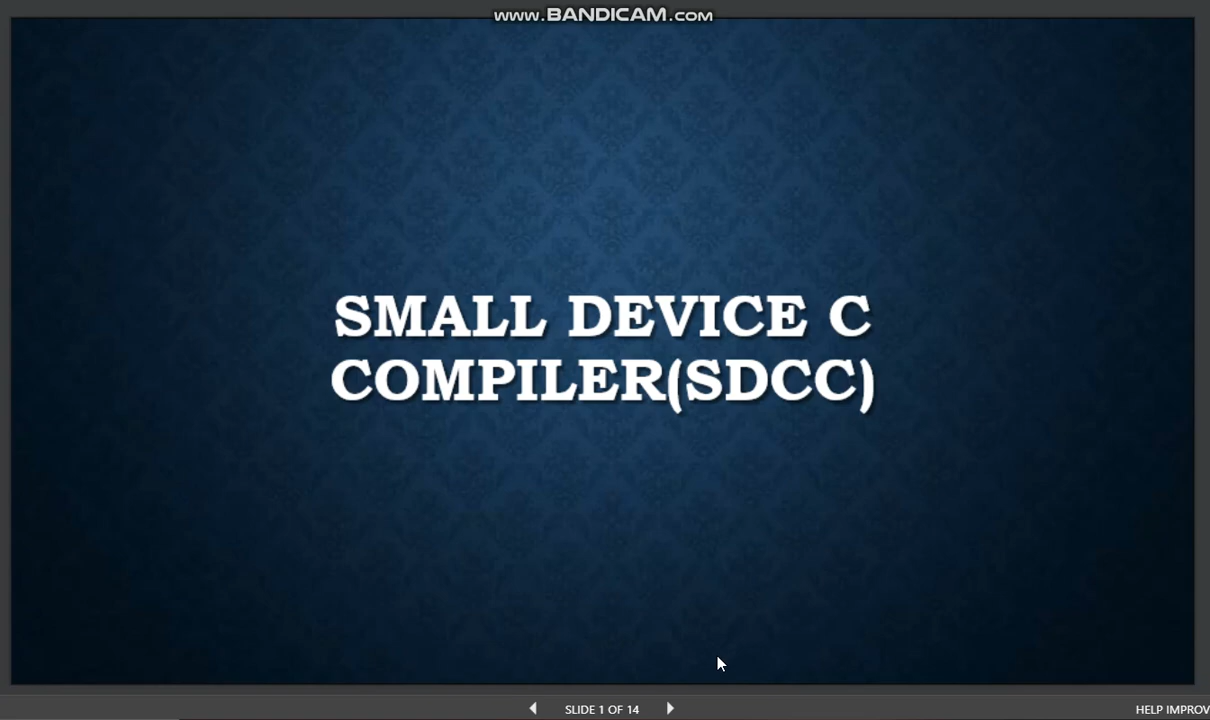 www.BANDICAM.com
SMALL DEVICE C
COMPILER(SDCC)
SLIDE 1 OF 14
HELP IMPROV